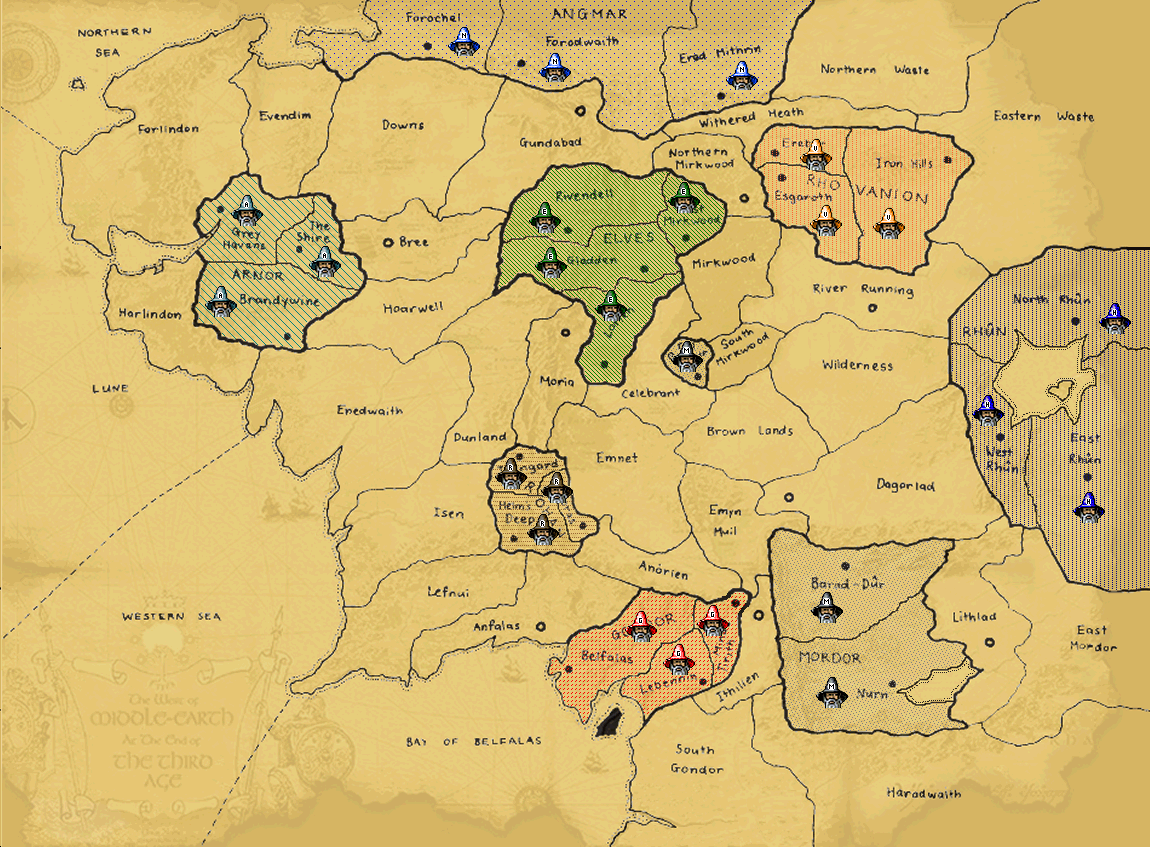 NORTHERN
SEA
Forochel
ANGMAR
Forodwaith
Ered Mithrin
Northern Waste
Eastern Waste
Forlindon
Evendim
Downs
Gundabad
Withered Heath
Northern
Mirkwood
Erebor
Iron Hills
RHOVANION
Esgaroth
Rivendell
Mirkwood
ELVES
Gladden
Grey
Havens
The
Shire
ARNOR
Brandywine
Bree
Mirkwood
River Running
North Rhûn
RHÛN
Harlindon
Hoarwell
South
Mirkwood
Wilderness
LUNE
Moria
Celebrant
Enedwaith
Dunland
Brown Lands
Emnet
West
Rhûn
East
Rhûn
Helms
Deep
Isen
Dagorlad
Emyn
Muil
Anórien
Barad-Dûr
Lefnui
Anfalas
GONDOR
Belfalas
Minas
Tirith
Lebennin
Ithilien
MORDOR
Nurn
Lithlad
East
Mordor
WESTERN SEA
The West of
MIDDLE-EARTH
At The End of
The THIRD
AGE
BAY OF BELFALAS
South
Gondor
Haradwaith